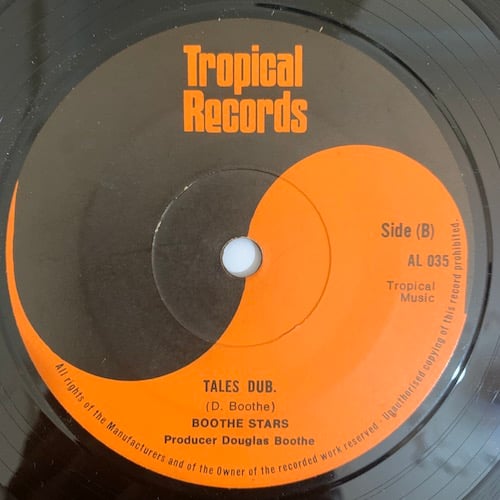 Tropical
Records
Side (B)
AL 035
Tropical
Music
TALES DUB.
(D. Boothe)
BOOTHE STARS
Producer Douglas Boothe
All rights of the Manufacturers and of the Owner of the recorded work reserved - Ugauthorised copying of this record prohibited.